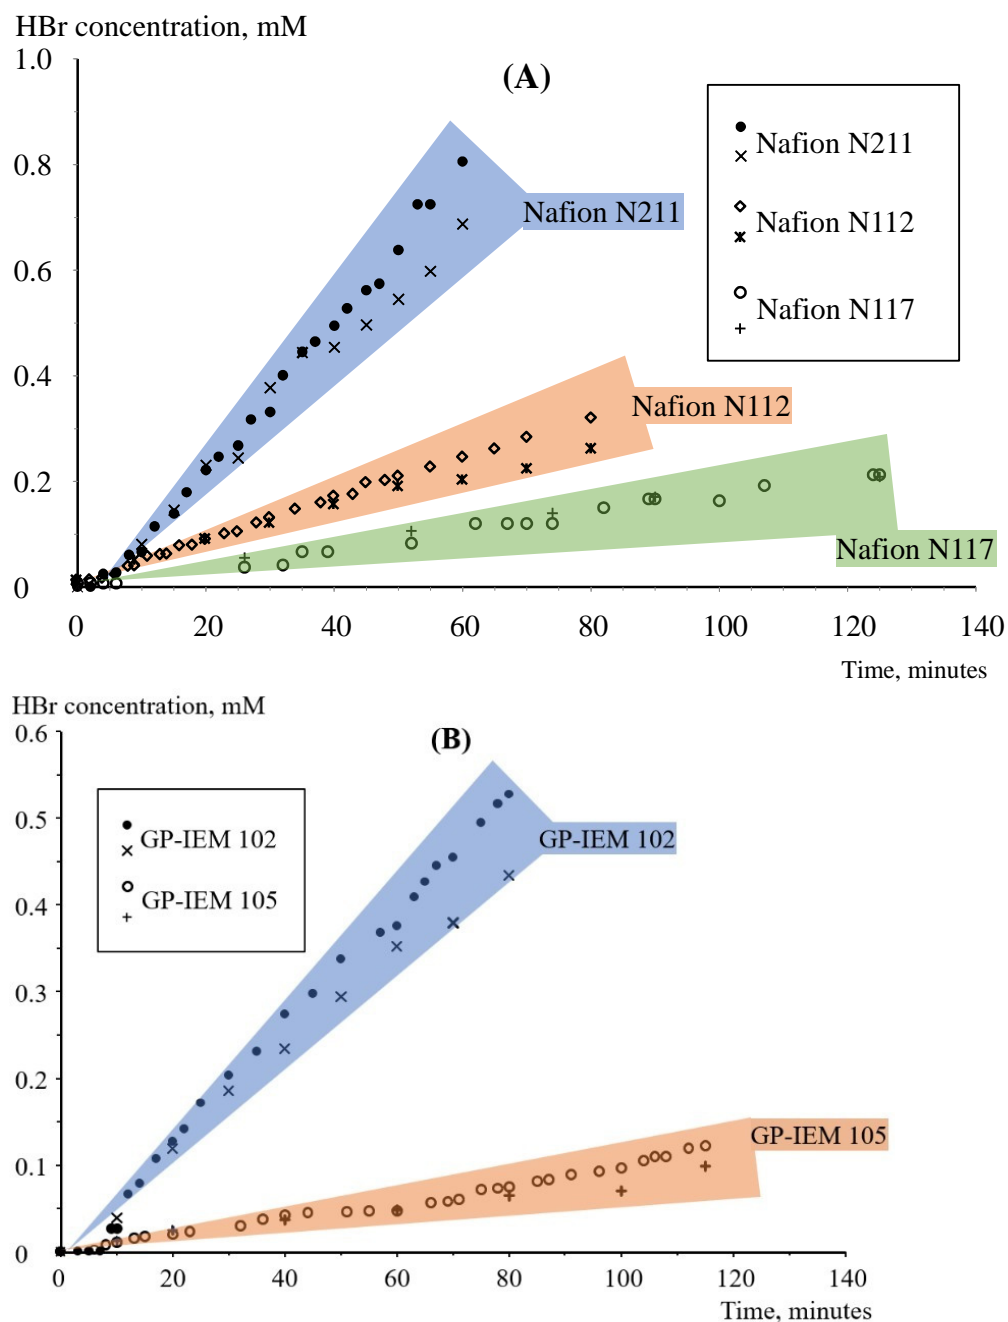 HBr concentration, mM
(A)
1.0
0.8
0.6
0.4
0.2
0
Nafion N211
Nafion N112
Nafion N117
Nafion N211
Nafion N112
Nafion N117
0 20 40 60 80 100 120 140
Time, minutes
HBr concentration, mM
(B)
0.6
0.5
0.4
0.3
0.2
0.1
0
GP-IEM 102
GP-IEM 105
GP-IEM 102
GP-IEM 105
0 20 40 60 80 100 120 140
Time, minutes